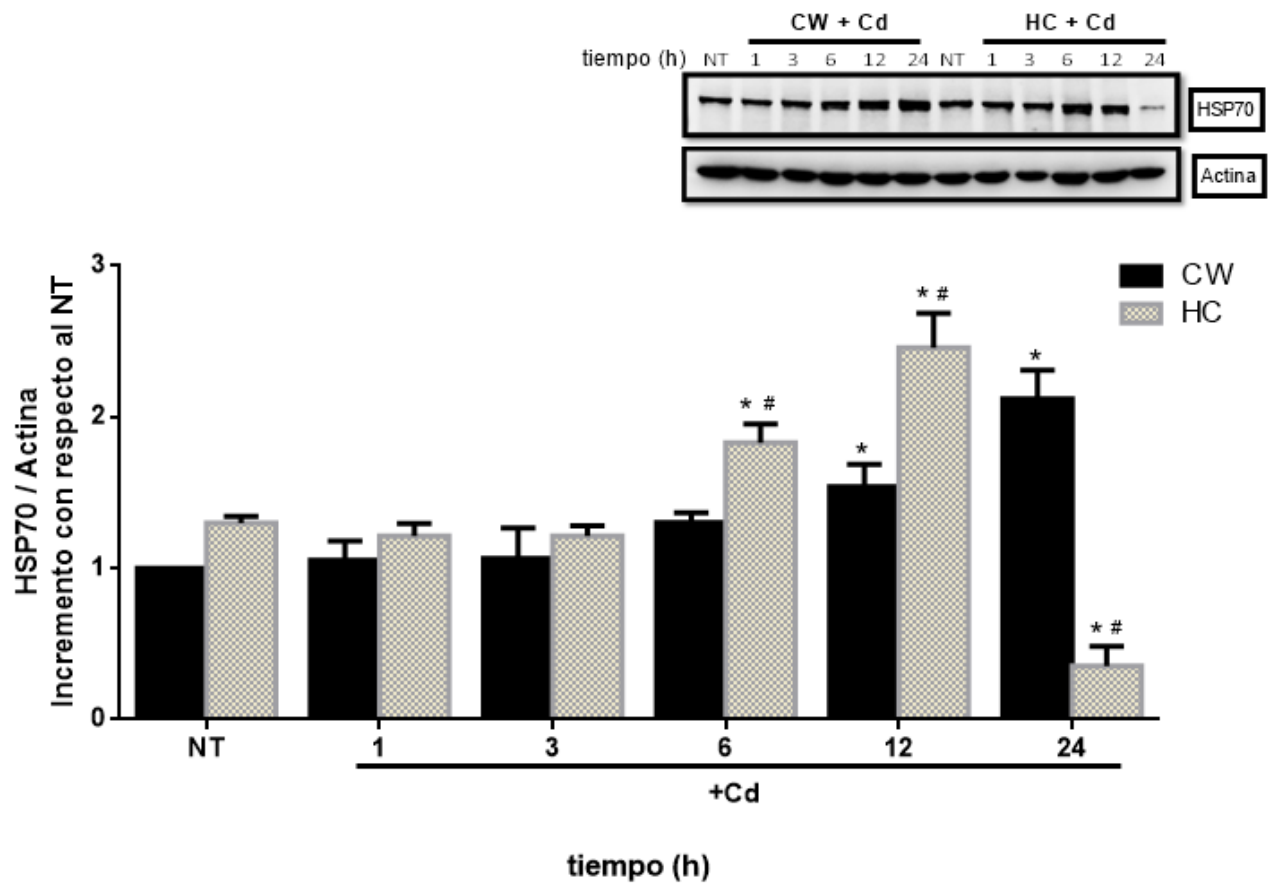 CW + Cd HC + Cd
tiempo (h) NT 1 3 6 12 24 NT 1 3 6 12 24
HSP70
Actina
HSP70 / Actina
Incremento con respecto al NT
3
2
1
0
CW
HC
* #
* #
*
* #
*
* #
NT 1 3 6 12 24
+Cd
tiempo (h)